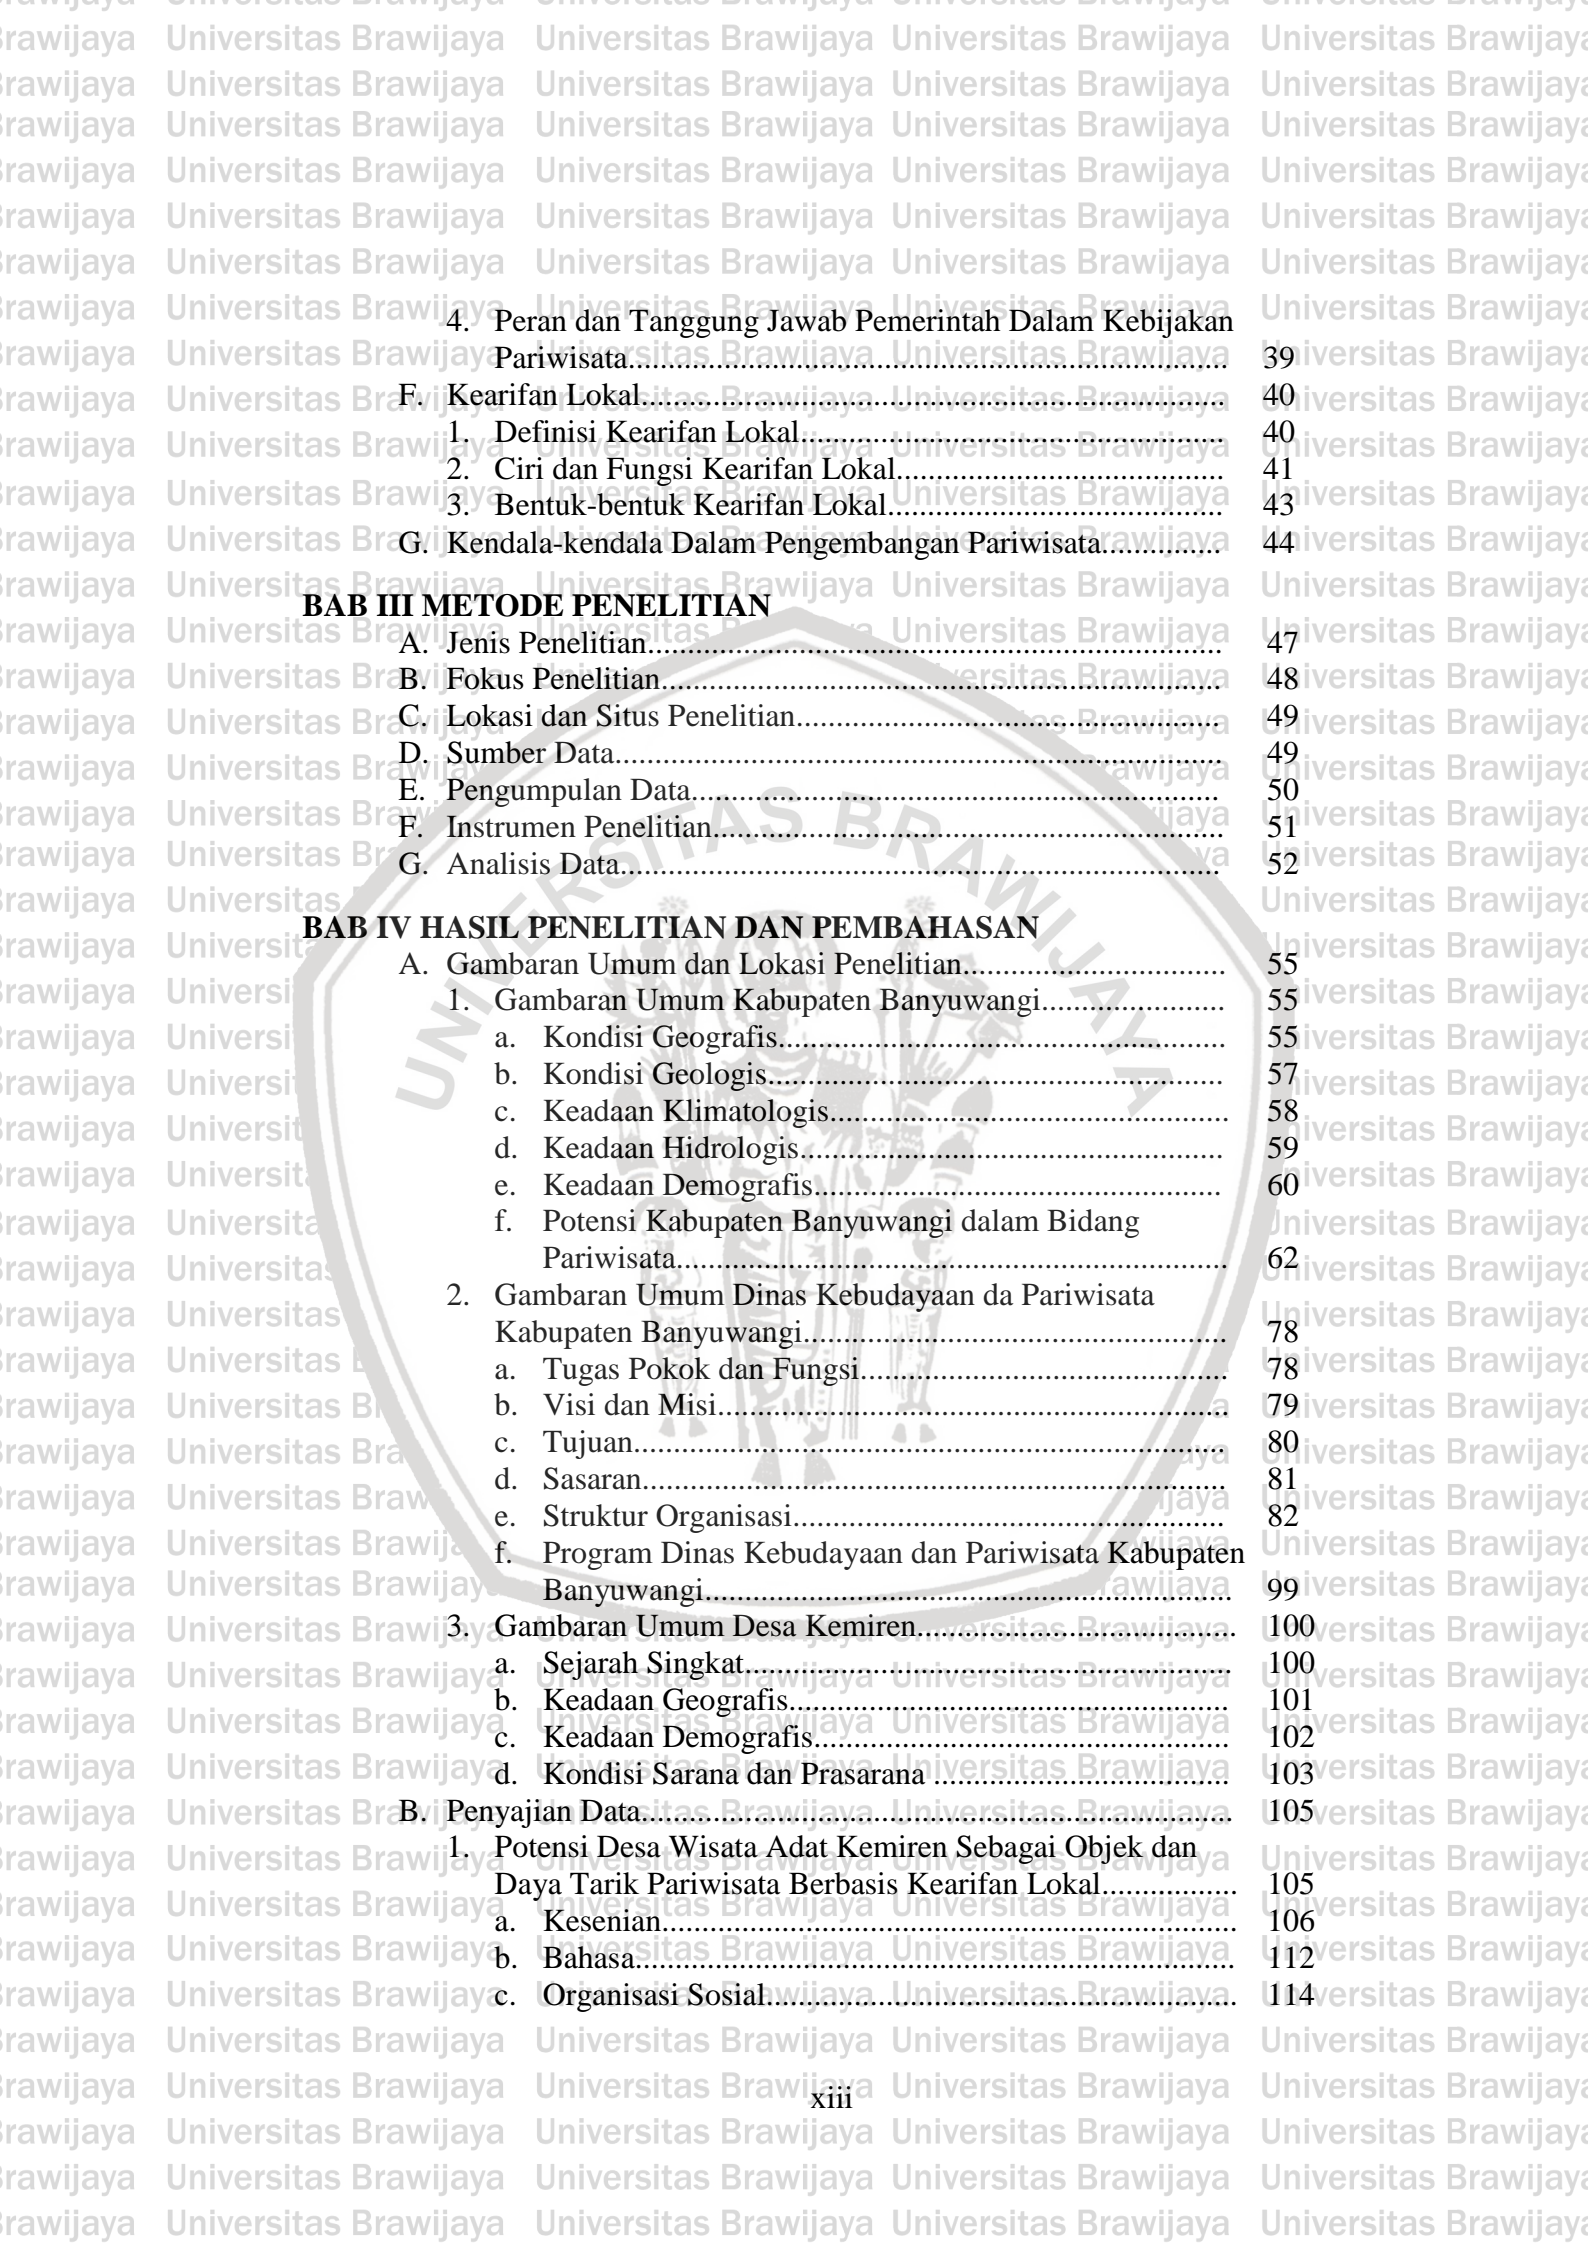 4. Peran dan Tanggung Jawab Pemerintah Dalam Kebijakan
Pariwisata.......................................................................... 39
F. Kearifan Lokal......................................................................... 40
1. Definisi Kearifan Lokal..................................................... 40
2. Ciri dan Fungsi Kearifan Lokal......................................... 41
3. Bentuk-bentuk Kearifan Lokal.......................................... 43
G. Kendala-kendala Dalam Pengembangan Pariwisata............... 44
BAB III METODE PENELITIAN
A. Jenis Penelitian........................................................................ 47
B. Fokus Penelitian...................................................................... 48
C. Lokasi dan Situs Penelitian..................................................... 49
D. Sumber Data............................................................................ 49
E. Pengumpulan Data.................................................................. 50
F. Instrumen Penelitian................................................................ 51
G. Analisis Data........................................................................... 52
BAB IV HASIL PENELITIAN DAN PEMBAHASAN
A. Gambaran Umum dan Lokasi Penelitian................................. 55
1. Gambaran Umum Kabupaten Banyuwangi....................... 55
a. Kondisi Geografis........................................................ 55
b. Kondisi Geologis......................................................... 57
c. Keadaan Klimatologis.................................................. 58
d. Keadaan Hidrologis..................................................... 59
e. Keadaan Demografis................................................... 60
f. Potensi Kabupaten Banyuwangi dalam Bidang
Pariwisata.................................................................... 62
2. Gambaran Umum Dinas Kebudayaan da Pariwisata
Kabupaten Banyuwangi..................................................... 78
a. Tugas Pokok dan Fungsi.............................................. 78
b. Visi dan Misi................................................................ 79
c. Tujuan.......................................................................... 80
d. Sasaran......................................................................... 81
e. Struktur Organisasi...................................................... 82
f. Program Dinas Kebudayaan dan Pariwisata Kabupaten
Banyuwangi.................................................................. 99
3. Gambaran Umum Desa Kemiren........................................ 100
a. Sejarah Singkat............................................................. 100
b. Keadaan Geografis....................................................... 101
c. Keadaan Demografis.................................................... 102
d. Kondisi Sarana dan Prasarana ..................................... 103
B. Penyajian Data.......................................................................... 105
1. Potensi Desa Wisata Adat Kemiren Sebagai Objek dan
Daya Tarik Pariwisata Berbasis Kearifan Lokal................. 105
a. Kesenian....................................................................... 106
b. Bahasa........................................................................... 112
c. Organisasi Sosial........................................................... 114
xiii
UNIVERSITAS BRAWIJAYA